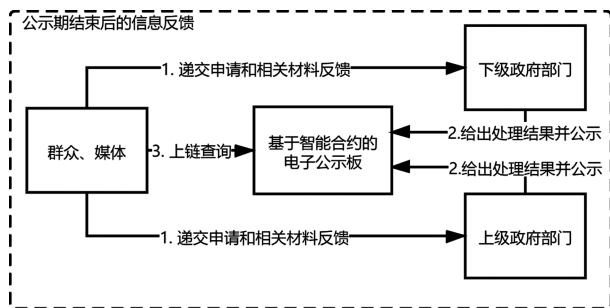 公示期结束后的信息反馈
1. 递交申请和相关材料反馈
下级政府部门
2.给出处理结果并公示
群众、媒体
3. 上链查询
基于智能合约的
电子公示板
2.给出处理结果并公示
1. 递交申请和相关材料反馈
上级政府部门